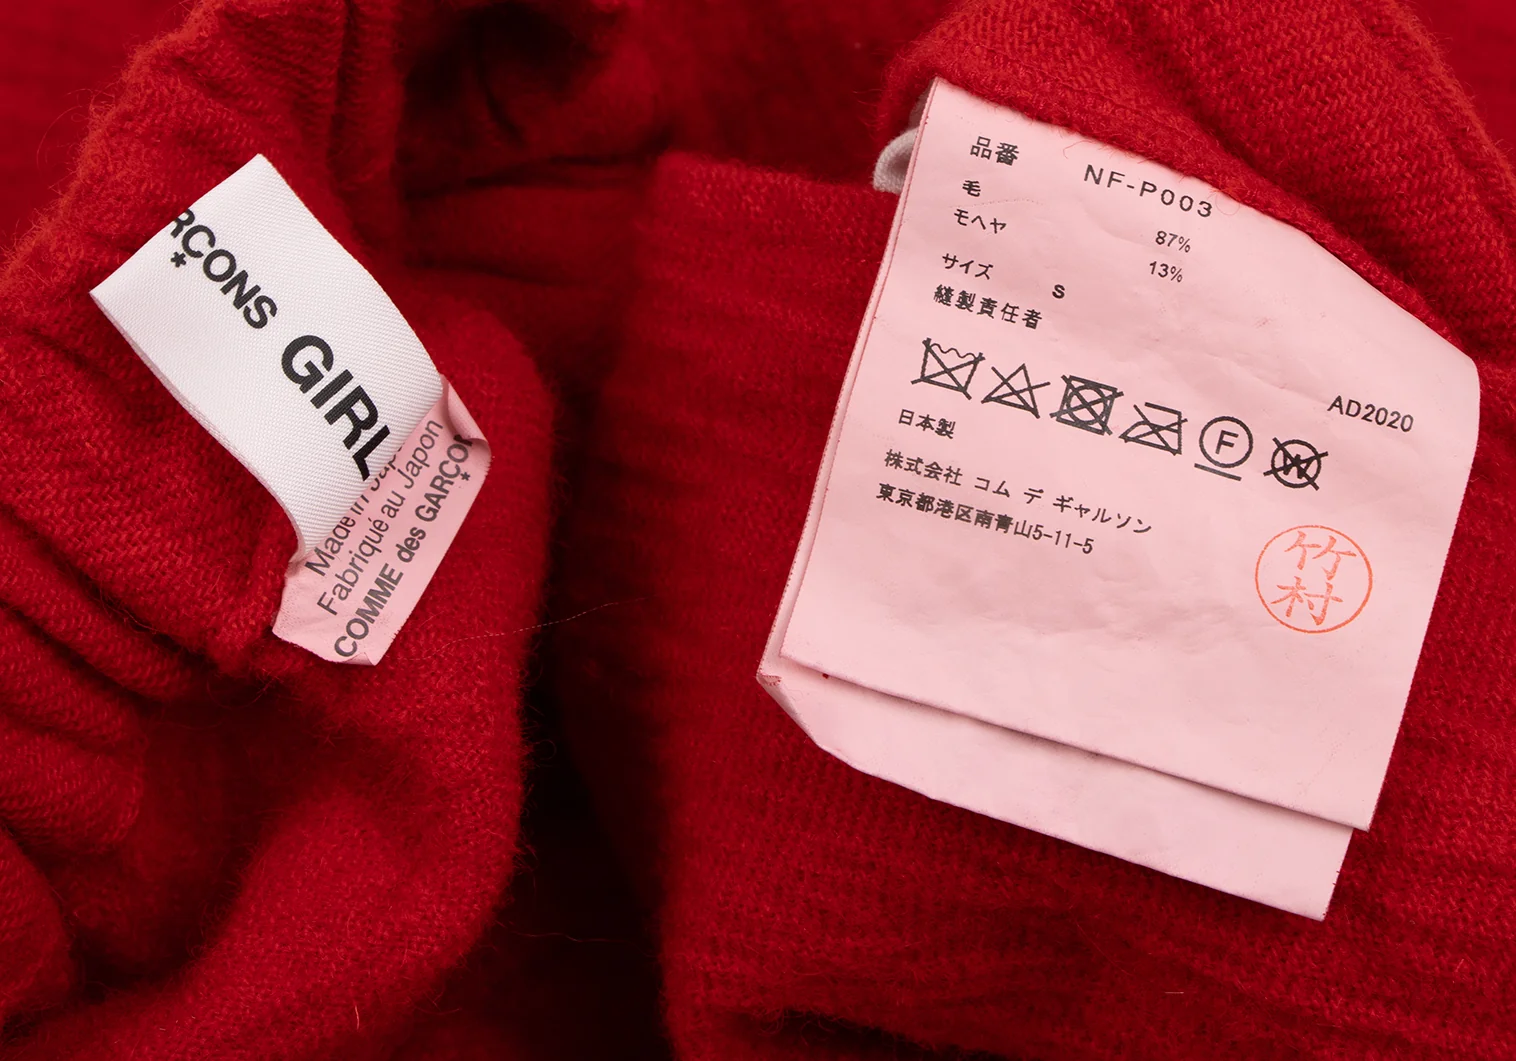 RÇONS GIRL
Made in Jap
Fabriqué au Japon
COMME des GARÇON
品番 NF-P003
毛 87%
モヘヤ 13%
サイズ S
縫製責任者
F
W
AD2020
日本製
株式会社 コム デ ギャルソン
東京都港区南青山5-11-5
竹村